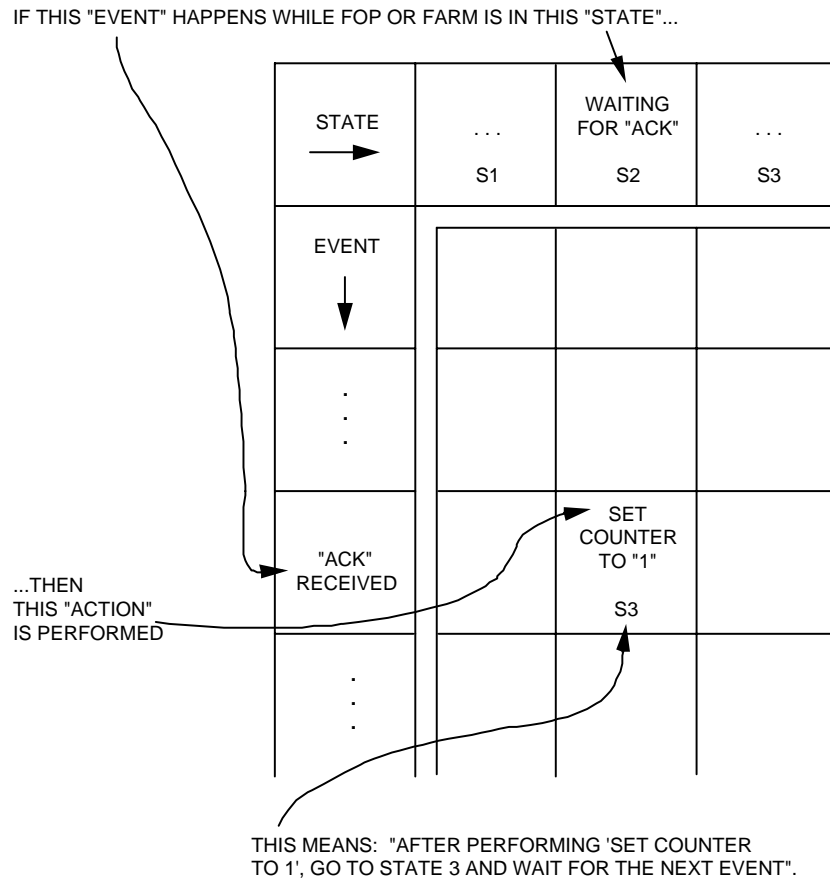 IF THIS "EVENT" HAPPENS WHILE FOP OR FARM IS IN THIS "STATE"...
STATE
. . .
S1
WAITING
FOR "ACK"
S2
. . .
S3
EVENT
.
.
.
"ACK"
RECEIVED
SET
COUNTER
TO "1"
S3
...THEN
THIS "ACTION"
IS PERFORMED
.
.
.
THIS MEANS: "AFTER PERFORMING 'SET COUNTER
TO 1', GO TO STATE 3 AND WAIT FOR THE NEXT EVENT".